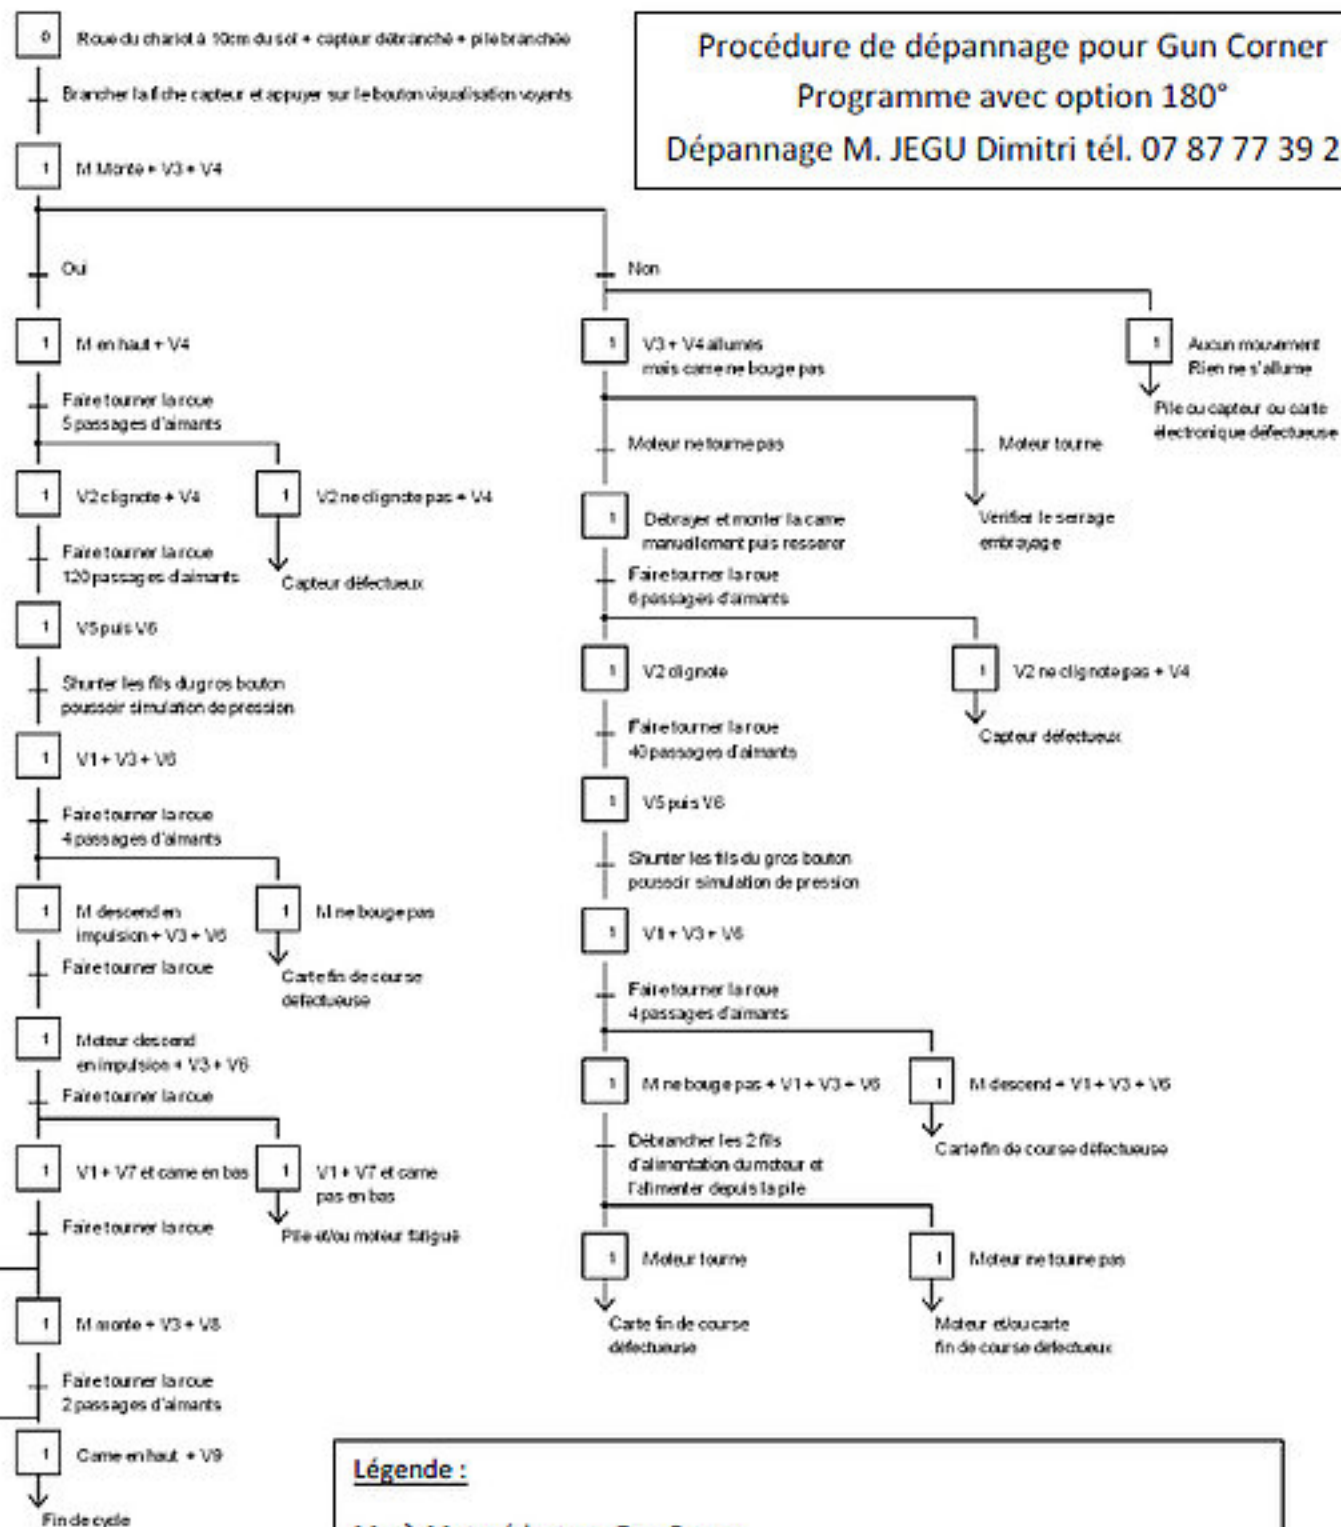 Procédure de dépannage pour Gun Corner
Programme avec option 180°
Dépannage M. JEGU Dimitri tél. 07 87 77 39 2
0
Roue du chariot à 10cm du sol + capteur débranché + pile branchée
Brancher la fiche capteur et appuyer sur le bouton visualisation voyants
1
M Monte + V3 + V4
Oui
1
M en haut + V4
Faire tourner la roue
5 passages d'aimants
1
V2 clignote + V4
1
V2 ne clignote pas + V4
Capteur défectueux
Faire tourner la roue
120 passages d'aimants
1
V5 puis V6
Shunter les fils du gros bouton
poussoir simulation de pression
1
V1 + V3 + V6
Faire tourner la roue
4 passages d'aimants
1
M descend en
impulsion + V3 + V6
1
M ne bouge pas
Carte fin de course
defectueuse
Faire tourner la roue
1
Moteur descend
en impulsion + V3 + V6
Faire tourner la roue
1
V1 + V7 et came en bas
1
V1 + V7 et came
pas en bas
Pile et/ou moteur fatigué
Faire tourner la roue
1
M monte + V3 + V8
Faire tourner la roue
2 passages d'aimants
1
Came en haut + V9
Fin de cycle
Non
1
V3 + V4 allumés
mais came ne bouge pas
1
Aucun mouvement
Rien ne s'allume
Pile ou capteur ou carte
électronique défectueuse
Moteur ne tourne pas
Moteur tourne
Vérifier le serrage
embrayage
1
Débrayer et monter la came
manuellement puis resserer
Faire tourner la roue
6 passages d'aimants
1
V2 clignote
1
V2 ne clignote pas + V4
Capteur défectueux
Faire tourner la roue
40 passages d'aimants
1
V5 puis V6
Shunter les fils du gros bouton
poussoir simulation de pression
1
V1 + V3 + V6
Faire tourner la roue
4 passages d'aimants
1
M ne bouge pas + V1 + V3 + V6
1
M descend + V1 + V3 + V6
Carte fin de course défectueuse
Débrancher les 2 fils
d'alimentation du moteur et
l'alimenter depuis la pile
1
Moteur tourne
1
Moteur ne tourne pas
Carte fin de course
défectueuse
Moteur et/ou carte
fin de course défectueux
Légende :